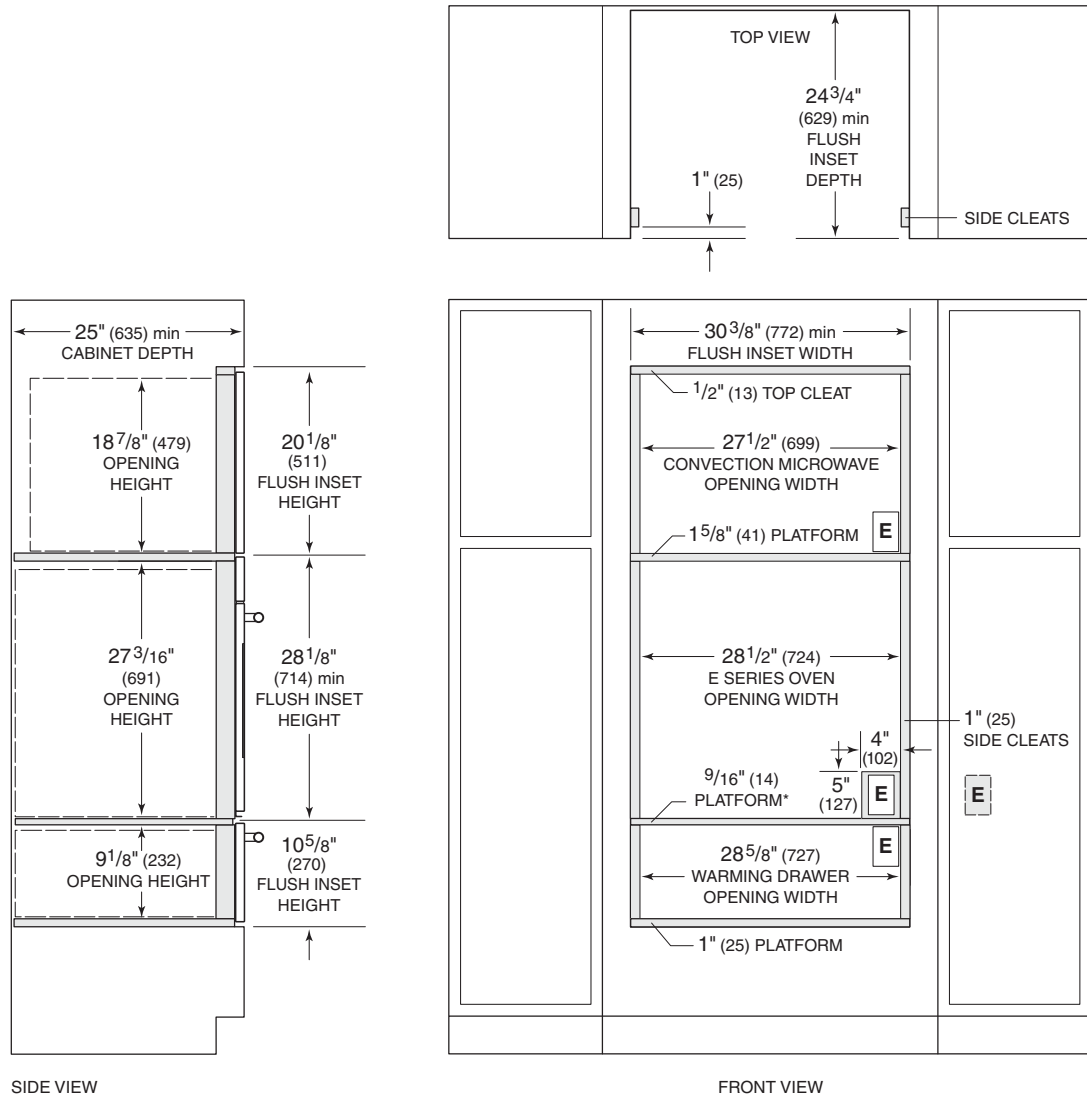 TOP VIEW
24 3/4"
(629) min
FLUSH
INSET
DEPTH
1" (25)
SIDE CLEATS
25" (635) min
CABINET DEPTH
18 7/8" (479)
OPENING
HEIGHT
20 1/8"
(511)
FLUSH INSET
HEIGHT
27 3/16"
(691)
OPENING
HEIGHT
28 1/8"
(714) min
FLUSH INSET
HEIGHT
9 1/8" (232)
OPENING HEIGHT
10 5/8"
(270)
FLUSH INSET
HEIGHT
SIDE VIEW
30 3/8" (772) min
FLUSH INSET WIDTH
1/2" (13) TOP CLEAT
27 1/2" (699)
CONVECTION MICROWAVE
OPENING WIDTH
E
1 5/8" (41) PLATFORM
28 1/2" (724)
E SERIES OVEN
OPENING WIDTH
1" (25)
SIDE CLEATS
4"
(102)
9/16" (14)
PLATFORM*
5"
(127)
E
E
E
28 5/8" (727)
WARMING DRAWER
OPENING WIDTH
1" (25) PLATFORM
FRONT VIEW